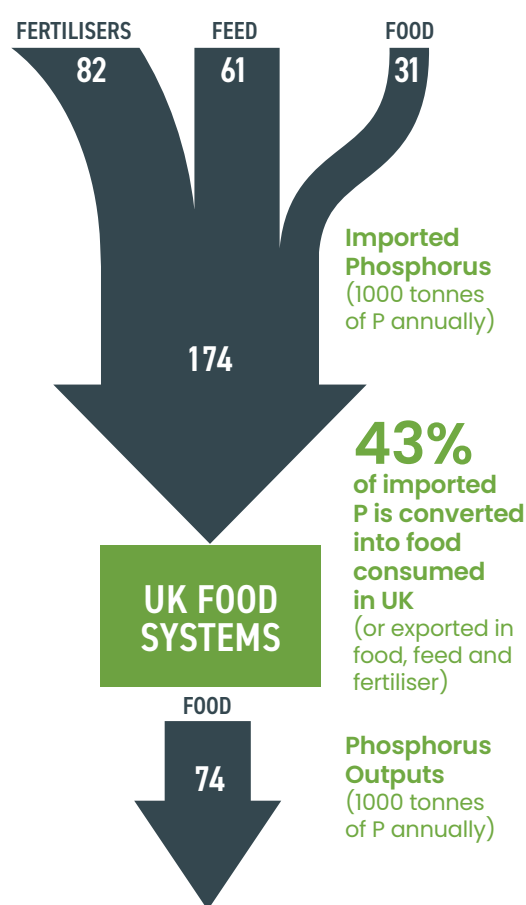 FERTILISERS
FEED
FOOD
82
61
31
Imported
Phosphorus
(1000 tonnes
of P annually)
174
43%
of imported
P is converted
into food
consumed
in UK
(or exported in
food, feed and
fertiliser)
UK FOOD
SYSTEMS
FOOD
74
Phosphorus
Outputs
(1000 tonnes
of P annually)